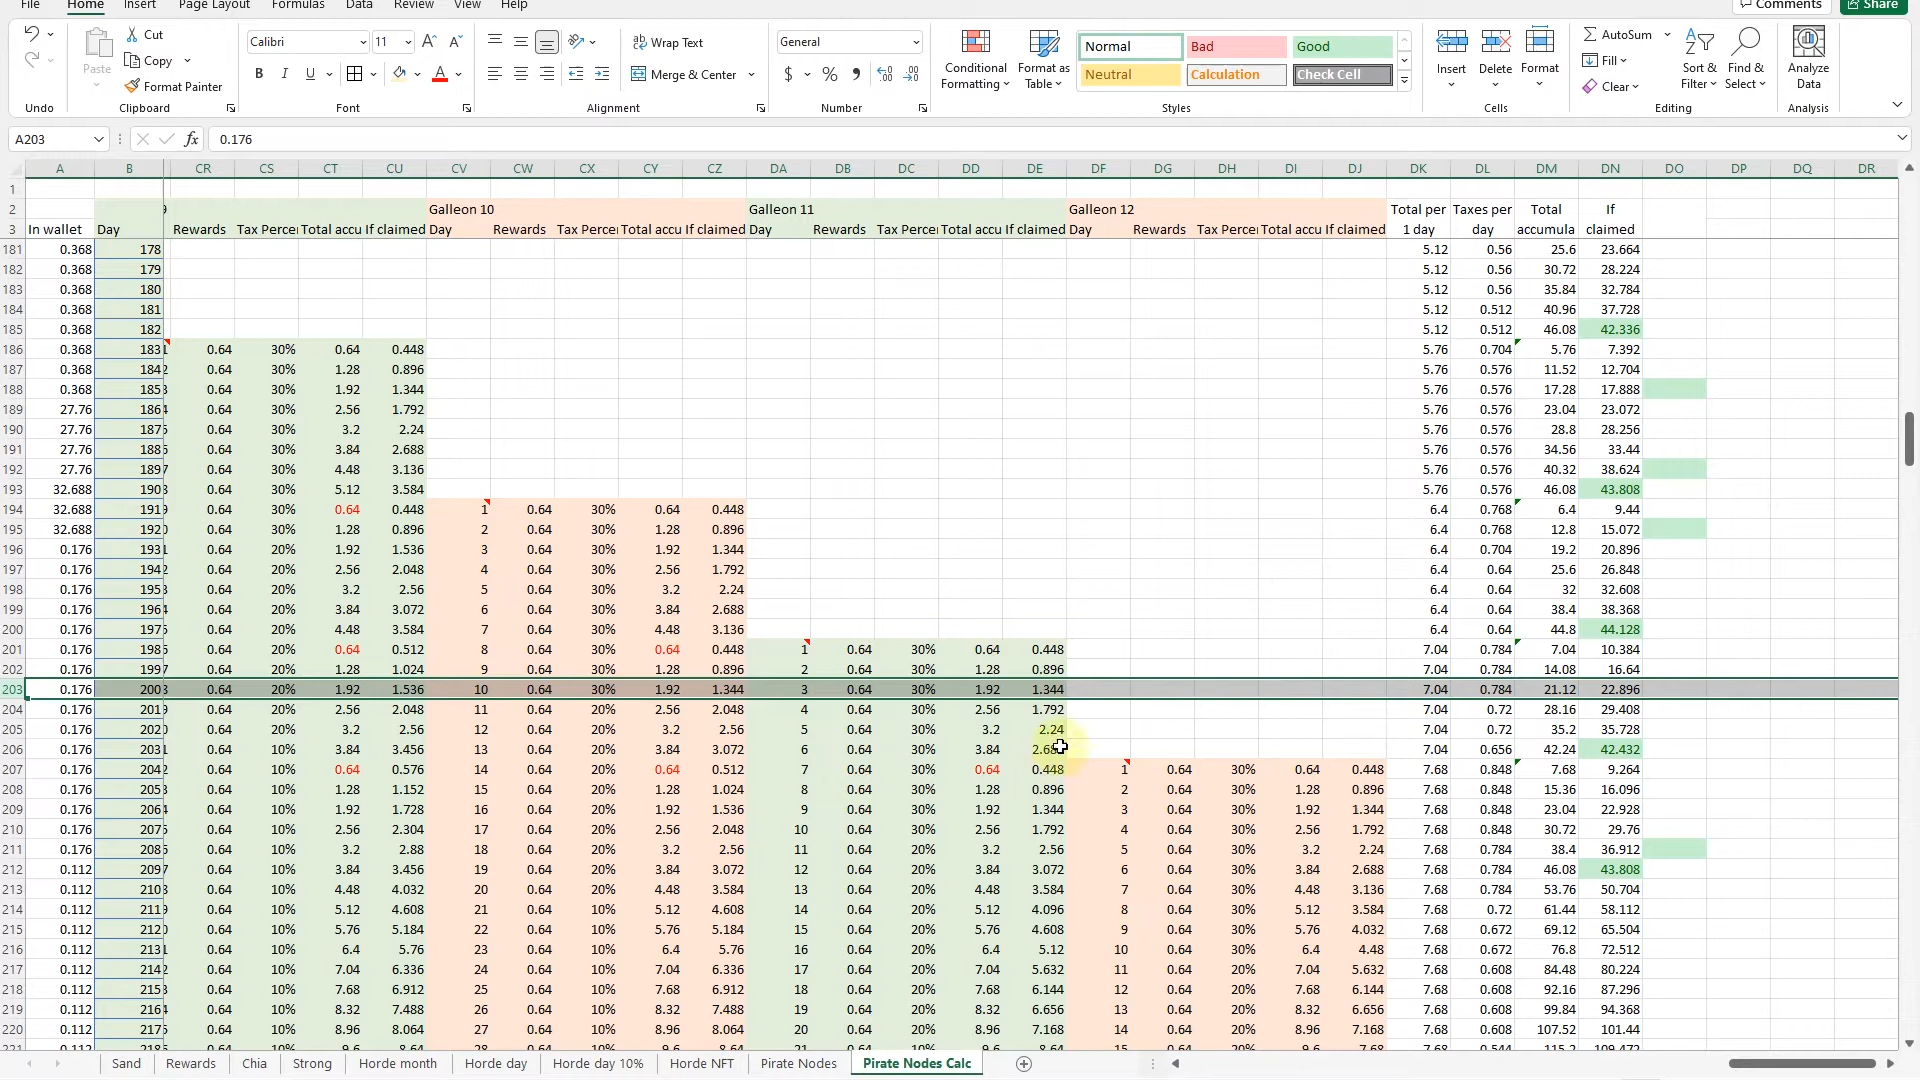 File Home Insert Page Layout Formulas Data Review View Help Comments Share
Cut Copy Format Painter Paste
Calibri 11
Wrap Text Merge & Center
General
Conditional Formatting Format as Table
Normal Bad Good
Neutral Calculation Check Cell
Insert Delete Format
AutoSum Fill Clear Sort & Filter Find & Select Analyze Data
Undo Clipboard Font Alignment Number Styles Cells Editing Analysis
A203 fx 0.176
A B CR CS CT CU CV CW CX CY CZ DA DB DC DD DE DF DG DH DI DJ DK DL DM DN DO DP DQ DR
1
2 9 Galleon 10 Galleon 11 Galleon 12 Total per Taxes per Total If
3 In wallet Day Rewards Tax Perce Total accu If claimed Day Rewards Tax Perce Total accu If claimed Day Rewards Tax Perce Total accu If claimed Day Rewards Tax Perce Total accu If claimed 1 day day accumula claimed
181 0.368 178 5.12 0.56 25.6 23.664
182 0.368 179 5.12 0.56 30.72 28.224
183 0.368 180 5.12 0.56 35.84 32.784
184 0.368 181 5.12 0.512 40.96 37.728
185 0.368 182 5.12 0.512 46.08 42.336
186 0.368 183 1 0.64 30% 0.64 0.448 5.76 0.704 5.76 7.392
187 0.368 184 2 0.64 30% 1.28 0.896 5.76 0.64 11.52 12.704
188 0.368 185 3 0.64 30% 1.92 1.344 5.76 0.576 17.28 17.888
189 27.76 186 4 0.64 30% 2.56 1.792 5.76 0.576 23.04 23.072
190 27.76 187 5 0.64 30% 3.2 2.24 5.76 0.576 28.8 28.256
191 27.76 188 6 0.64 30% 3.84 2.688 5.76 0.576 34.56 33.44
192 27.76 189 7 0.64 30% 4.48 3.136 5.76 0.576 40.32 38.624
193 32.688 190 8 0.64 30% 5.12 3.584 5.76 0.576 46.08 43.808
194 32.688 191 9 0.64 30% 0.64 0.448 1 0.64 30% 0.64 0.448 6.4 0.768 6.4 9.44
195 32.688 192 0 0.64 30% 1.28 0.896 2 0.64 30% 1.28 0.896 6.4 0.768 12.8 15.072
196 0.176 193 1 0.64 20% 1.92 1.536 3 0.64 30% 1.92 1.344 6.4 0.704 19.2 20.896
197 0.176 194 2 0.64 20% 2.56 2.048 4 0.64 30% 2.56 1.792 6.4 0.64 25.6 26.848
198 0.176 195 3 0.64 20% 3.2 2.56 5 0.64 30% 3.2 2.24 6.4 0.64 32 32.608
199 0.176 196 4 0.64 20% 3.84 3.072 6 0.64 30% 3.84 2.688 6.4 0.64 38.4 38.368
200 0.176 197 5 0.64 20% 4.48 3.584 7 0.64 30% 4.48 3.136 6.4 0.64 44.8 44.128
201 0.176 198 6 0.64 20% 0.64 0.512 8 0.64 30% 0.64 0.448 1 0.64 30% 0.64 0.448 7.04 0.784 7.04 10.384
202 0.176 199 7 0.64 20% 1.28 1.024 9 0.64 30% 1.28 0.896 2 0.64 30% 1.28 0.896 7.04 0.784 14.08 16.64
203 0.176 200 8 0.64 20% 1.92 1.536 10 0.64 30% 1.92 1.344 3 0.64 30% 1.92 1.344 7.04 0.784 21.12 22.896
204 0.176 201 9 0.64 20% 2.56 2.048 11 0.64 20% 2.56 2.048 4 0.64 30% 2.56 1.792 7.04 0.72 28.16 29.408
205 0.176 202 0 0.64 20% 3.2 2.56 12 0.64 20% 3.2 2.56 5 0.64 30% 3.2 2.24 7.04 0.72 35.2 35.728
206 0.176 203 1 0.64 10% 3.84 3.456 13 0.64 20% 3.84 3.072 6 0.64 30% 3.84 7.04 0.656 42.24 42.432
207 0.176 204 2 0.64 10% 0.64 0.576 14 0.64 20% 0.64 0.512 7 0.64 30% 0.64 0.448 1 0.64 30% 0.64 0.448 7.68 0.848 7.68 9.264
208 0.176 205 3 0.64 10% 1.28 1.152 15 0.64 20% 1.28 1.024 8 0.64 30% 1.28 0.896 2 0.64 30% 1.28 0.896 7.68 0.848 15.36 16.096
209 0.176 206 4 0.64 10% 1.92 1.728 16 0.64 20% 1.92 1.536 9 0.64 30% 1.92 1.344 3 0.64 30% 1.92 1.344 7.68 0.848 23.04 22.928
210 0.176 207 5 0.64 10% 2.56 2.304 17 0.64 20% 2.56 2.048 10 0.64 30% 2.56 1.792 4 0.64 30% 2.56 1.792 7.68 0.848 30.72 29.76
211 0.176 208 6 0.64 10% 3.2 2.88 18 0.64 20% 3.2 2.56 11 0.64 20% 3.2 2.56 5 0.64 30% 3.2 2.24 7.68 0.784 38.4 36.912
212 0.112 209 7 0.64 10% 3.84 3.456 19 0.64 20% 3.84 3.072 12 0.64 20% 3.84 3.072 6 0.64 30% 3.84 2.688 7.68 0.784 46.08 43.808
213 0.112 210 8 0.64 10% 4.48 4.032 20 0.64 20% 4.48 3.584 13 0.64 20% 4.48 3.584 7 0.64 30% 4.48 3.136 7.68 0.784 53.76 50.704
214 0.112 211 9 0.64 10% 5.12 4.608 21 0.64 10% 5.12 4.608 14 0.64 20% 5.12 4.096 8 0.64 30% 5.12 3.584 7.68 0.72 61.44 58.112
215 0.112 212 0 0.64 10% 5.76 5.184 22 0.64 10% 5.76 5.184 15 0.64 20% 5.76 4.608 9 0.64 30% 5.76 4.032 7.68 0.672 69.12 65.504
216 0.112 213 1 0.64 10% 6.4 5.76 23 0.64 10% 6.4 5.76 16 0.64 20% 6.4 5.12 10 0.64 30% 6.4 4.48 7.68 0.672 76.8 72.512
217 0.112 214 2 0.64 10% 7.04 6.336 24 0.64 10% 7.04 6.336 17 0.64 20% 7.04 5.632 11 0.64 20% 7.04 5.632 7.68 0.608 84.48 80.224
218 0.112 215 3 0.64 10% 7.68 6.912 25 0.64 10% 7.68 6.912 18 0.64 20% 7.68 6.144 12 0.64 20% 7.68 6.144 7.68 0.608 92.16 87.296
219 0.112 216 4 0.64 10% 8.32 7.488 26 0.64 10% 8.32 7.488 19 0.64 20% 8.32 6.656 13 0.64 20% 8.32 6.656 7.68 0.608 99.84 94.368
220 0.112 217 5 0.64 10% 8.96 8.064 27 0.64 10% 8.96 8.064 20 0.64 20% 8.96 7.168 14 0.64 20% 8.96 7.168 7.68 0.608 107.52 101.44
Sand Rewards Chia Strong Horde month Horde day Horde day 10% Horde NFT Pirate Nodes Pirate Nodes Calc